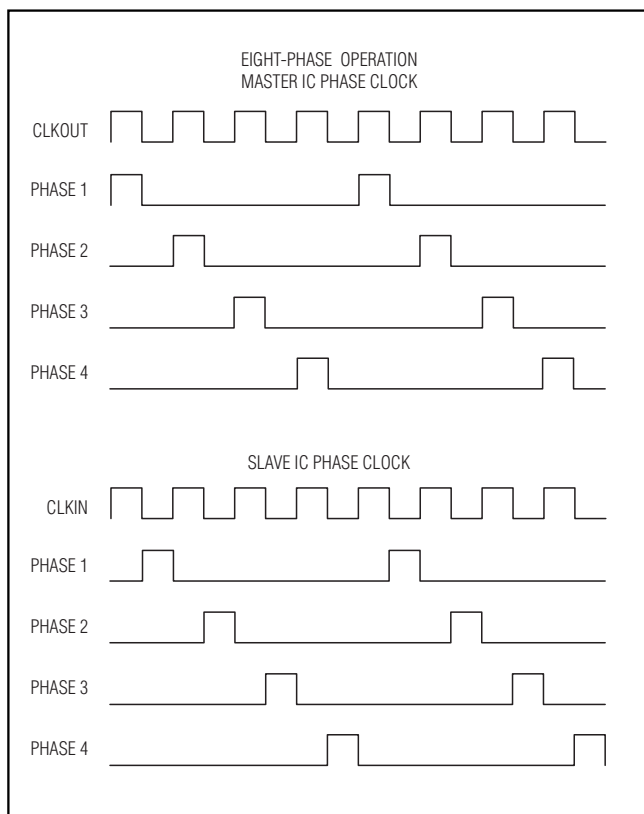 EIGHT-PHASE OPERATION
MASTER IC PHASE CLOCK
CLKOUT
PHASE 1
PHASE 2
PHASE 3
PHASE 4
SLAVE IC PHASE CLOCK
CLKIN
PHASE 1
PHASE 2
PHASE 3
PHASE 4